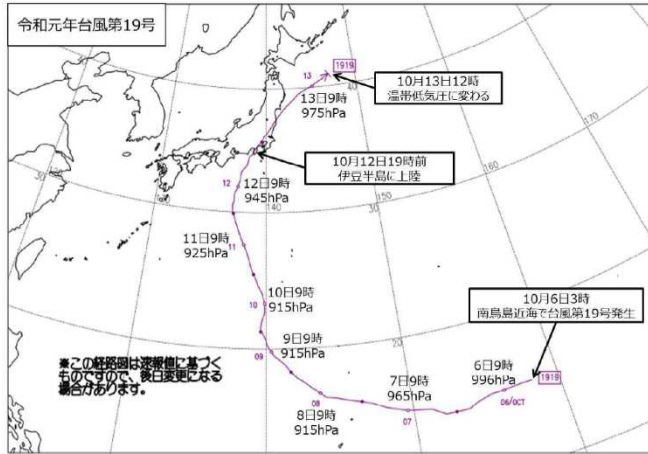 令和元年台風第19号
1919
13
10月13日12時
温帯低気圧に変わる
40
13日9時
975hPa
170
10月12日19時前
伊豆半島に上陸
160
30
12
12日9時
945hPa
140
150
30
11日9時
925hPa
11
10日9時
915hPa
10
10月6日3時
南鳥島近海で台風第19号発生
9日9時
915hPa
09
20
※この経路図は速報値に基づく
ものですので、後日変更になる
場合があります。
6日9時
996hPa
1919
7日9時
965hPa
06/OCT
08
8日9時
915hPa
07